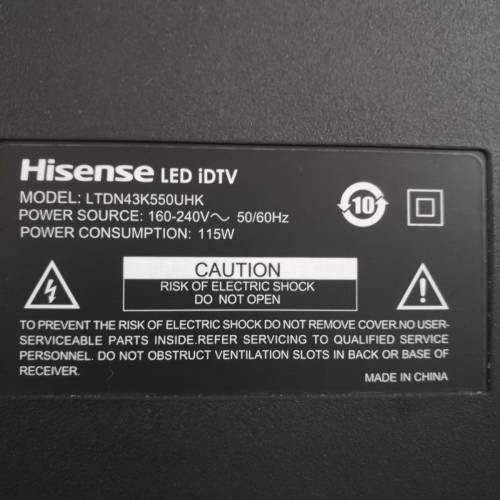 Hisense LED iDTV
MODEL: LTDN43K550UHK
POWER SOURCE: 160-240V～ 50/60Hz
POWER CONSUMPTION: 115W
10
CAUTION
RISK OF ELECTRIC SHOCK
DO NOT OPEN
TO PREVENT THE RISK OF ELECTRIC SHOCK DO NOT REMOVE COVER.NO USER-
SERVICEABLE PARTS INSIDE.REFER SERVICING TO QUALIFIED SERVICE
PERSONNEL. DO NOT OBSTRUCT VENTILATION SLOTS IN BACK OR BASE OF
RECEIVER.
MADE IN CHINA